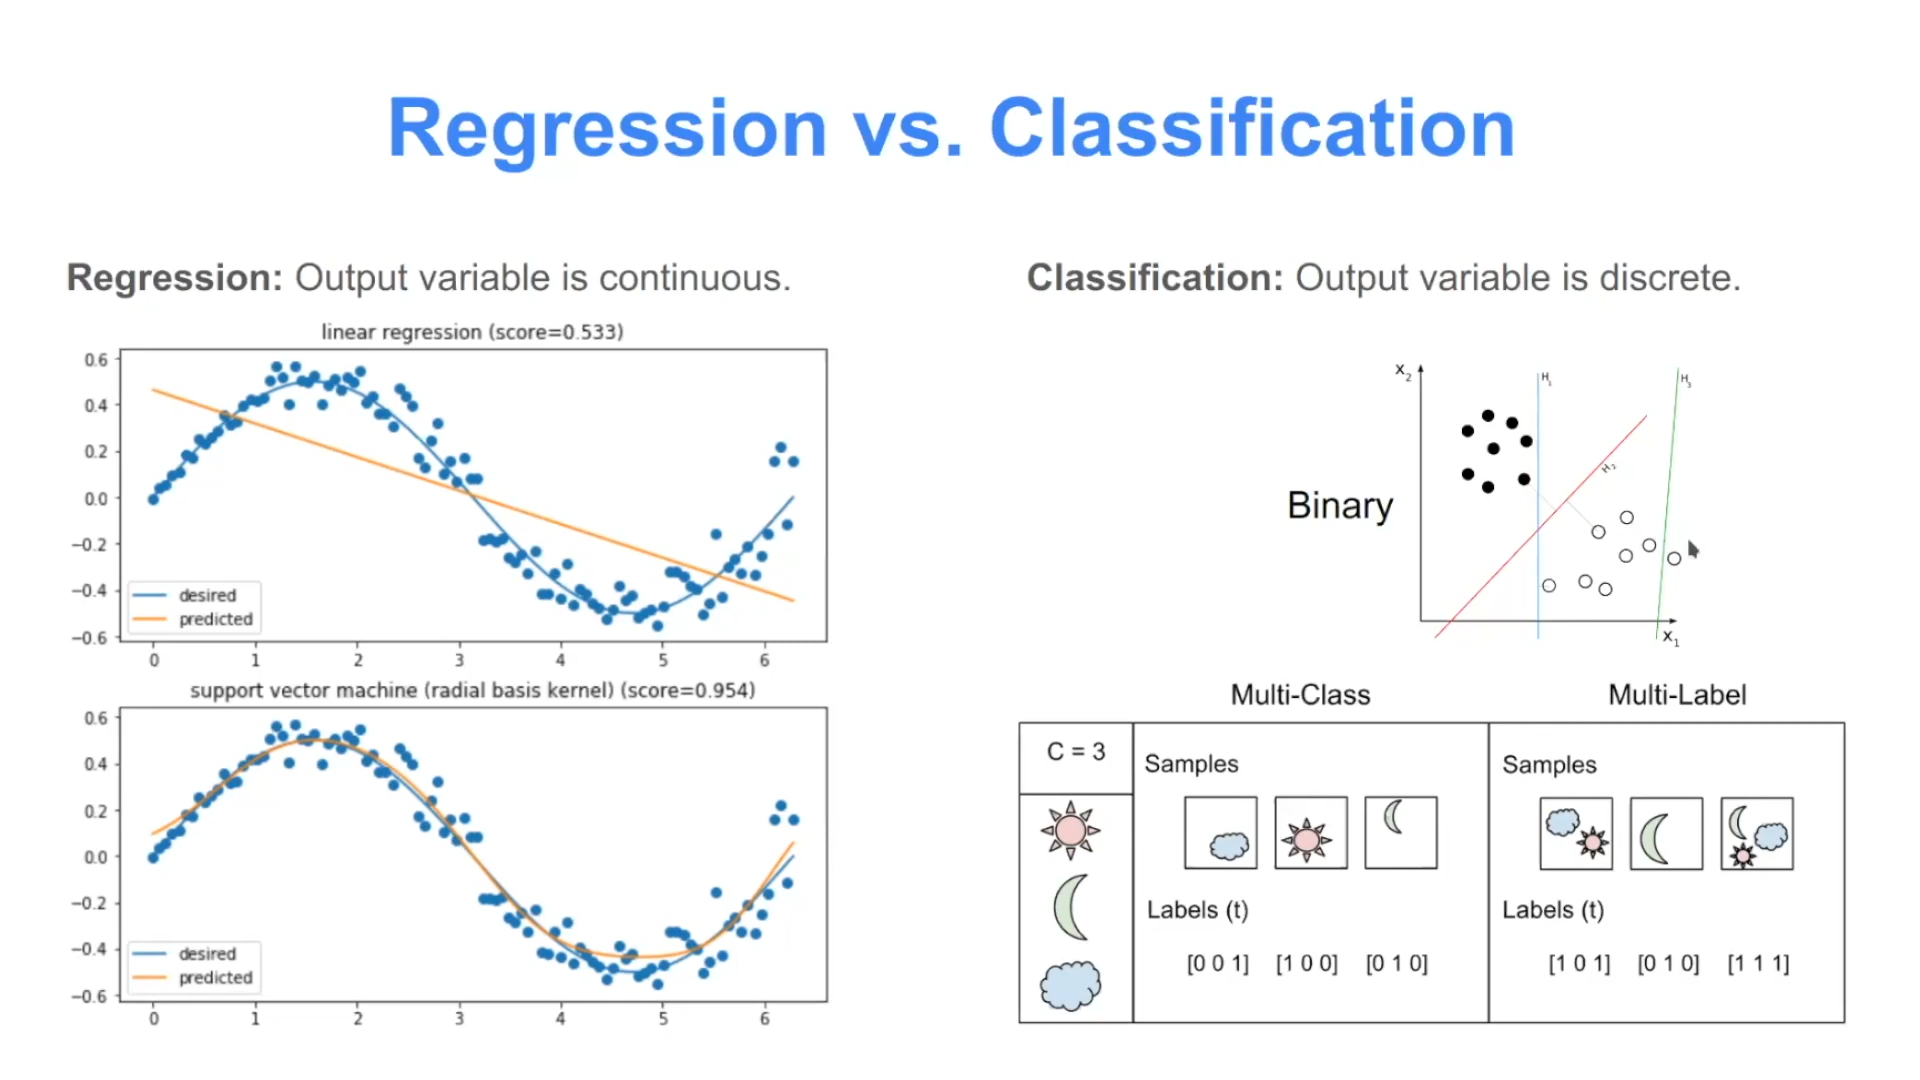 Regression vs. Classification
Regression: Output variable is continuous.
linear regression (score=0.533)
0.6
0.4
0.2
0.0
−0.2
−0.4
−0.6
desired
predicted
0 1 2 3 4 5 6
support vector machine (radial basis kernel) (score=0.954)
0.6
0.4
0.2
0.0
−0.2
−0.4
−0.6
desired
predicted
0 1 2 3 4 5 6
Classification: Output variable is discrete.
Binary
X2
H1
H2
H3
X1
Multi-Class Multi-Label
C = 3
Samples Samples
Labels (t) Labels (t)
[0 0 1] [1 0 0] [0 1 0] [1 0 1] [0 1 0] [1 1 1]